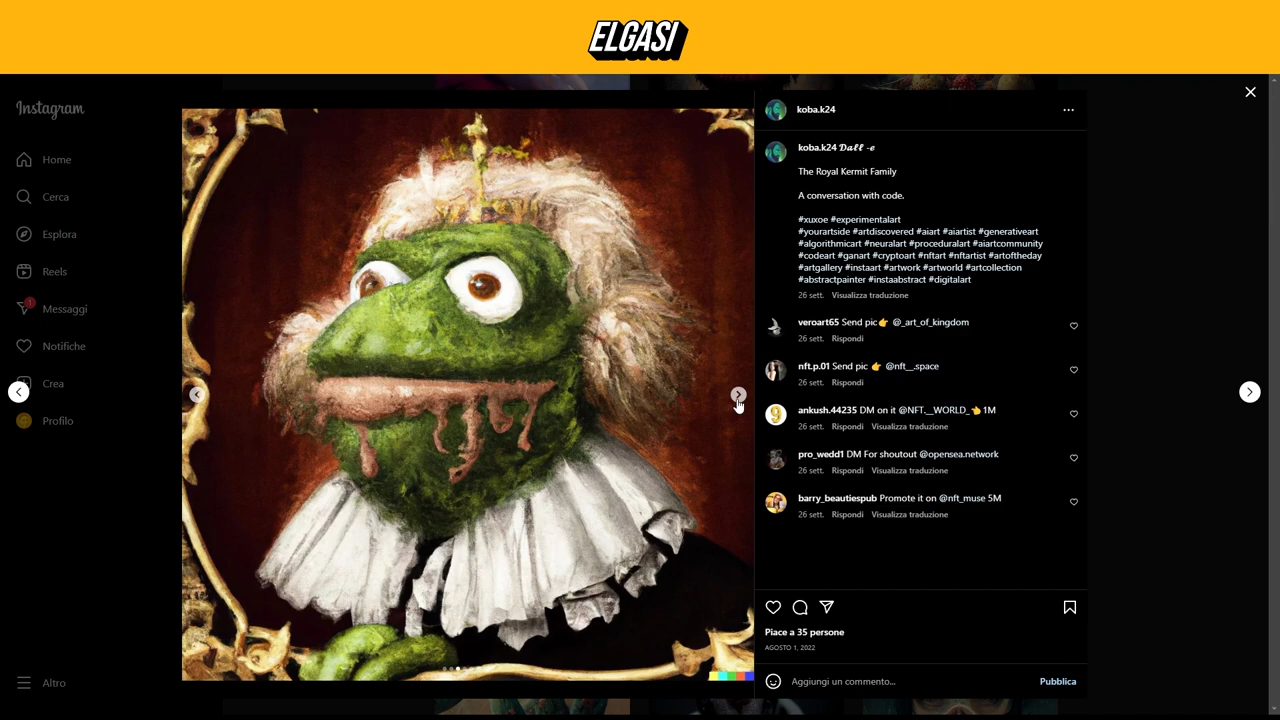 ELGASI
Instagram
Home
Cerca
Esplora
Reels
1
Messaggi
Notifiche
Crea
Profilo
Altro
koba.k24
koba.k24 𝓓𝓪𝓵𝓵 -𝓮
The Royal Kermit Family
A conversation with code.
#xuxoe #experimentalart
#yourartside #artdiscovered #aiart #aiartist #generativeart
#algorithmicart #neuralart #proceduralart #aiartcommunity
#codeart #ganart #cryptoart #nftart #nftartist #artoftheday
#artgallery #instaart #artwork #artworld #artcollection
#abstractpainter #instaabstract #digitalart
26 sett. Visualizza traduzione
veroart65 Send pic👉 @_art_of_kingdom
26 sett. Rispondi
nft.p.01 Send pic 👉 @nft__.space
26 sett. Rispondi
ankush.44235 DM on it @NFT.__WORLD_👈1M
26 sett. Rispondi Visualizza traduzione
pro_wedd1 DM For shoutout @opensea.network
26 sett. Rispondi Visualizza traduzione
barry_beautiespub Promote it on @nft_muse 5M
26 sett. Rispondi Visualizza traduzione
Piace a 35 persone
AGOSTO 1, 2022
Aggiungi un commento...
Pubblica